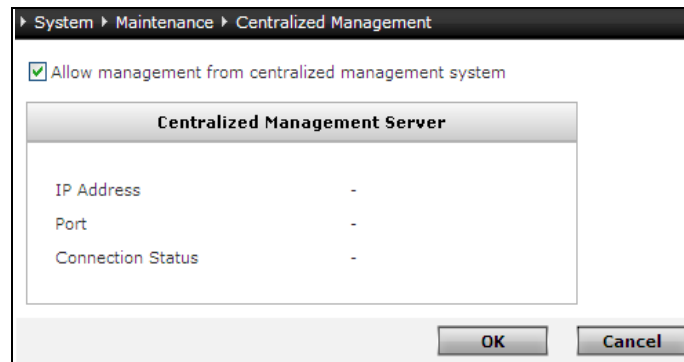 System Maintenance Centralized Management
Allow management from centralized management system
Centralized Management Server
IP Address -
Port -
Connection Status -
OK Cancel